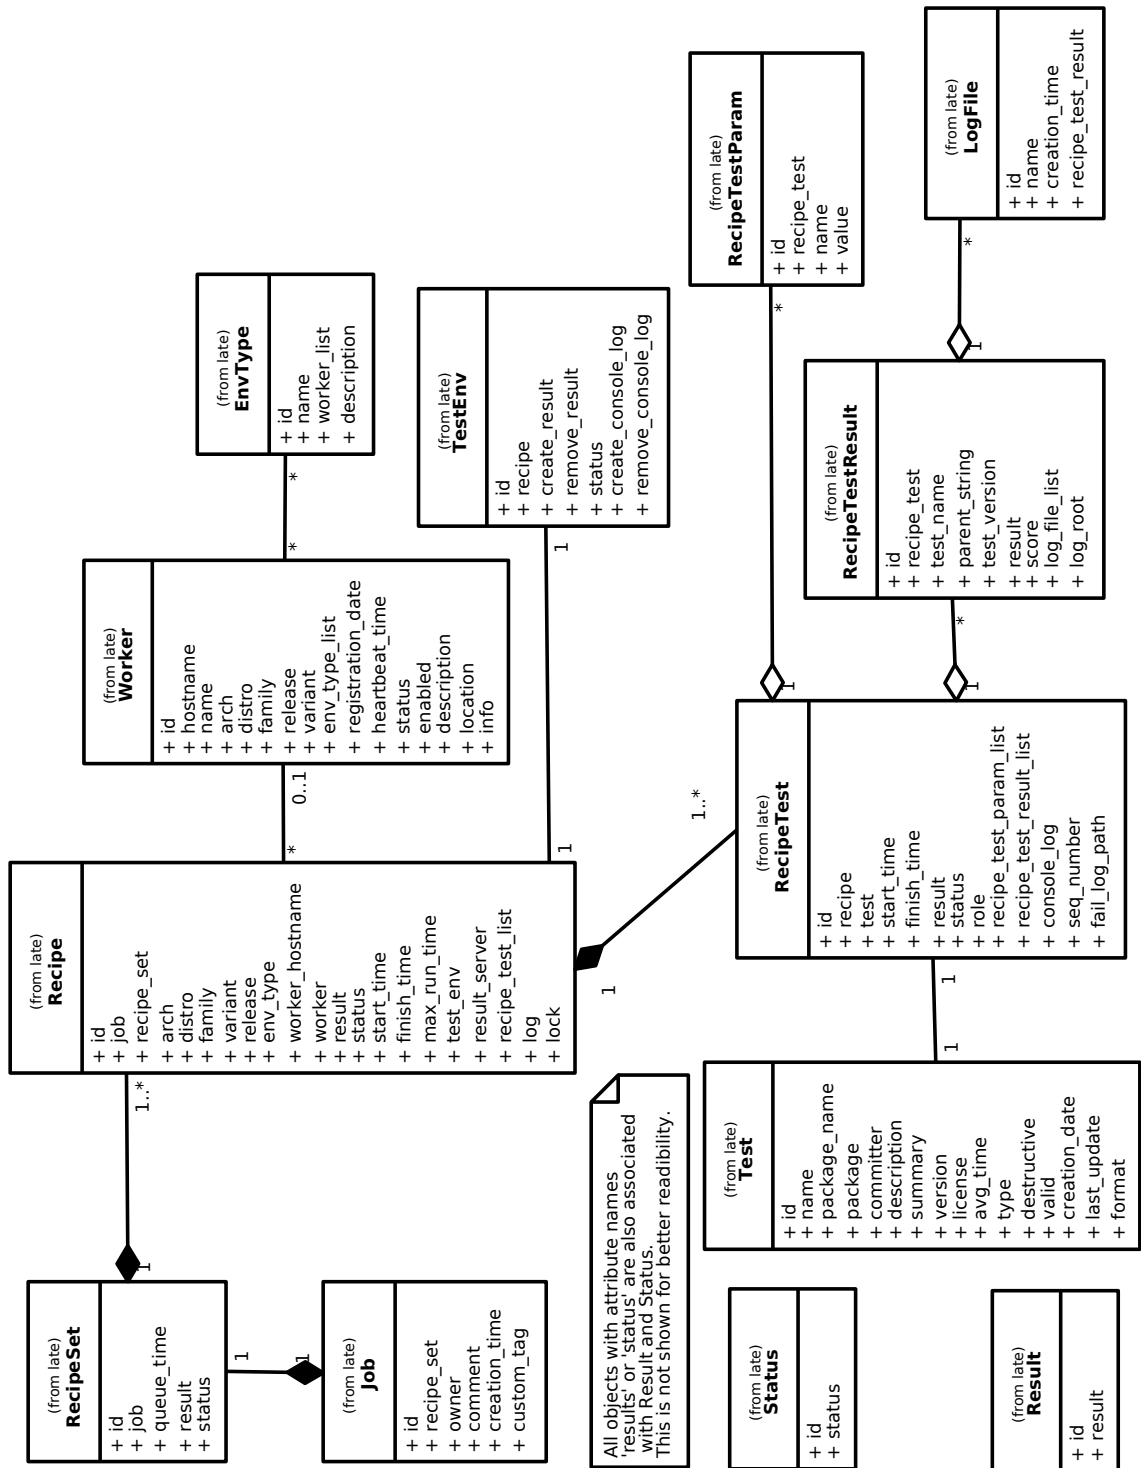 (from late)
RecipeSet
+ id
+ job
+ queue_time
+ result
+ status
1
1..*
(from late)
Recipe
+ id
+ job
+ recipe_set
+ arch
+ distro
+ family
+ variant
+ release
+ env_type
+ worker_hostname
+ worker
+ result
+ status
+ start_time
+ finish_time
+ max_run_time
+ test_env
+ result_server
+ recipe_test_list
+ log
+ lock
*
0..1
(from late)
Worker
+ id
+ hostname
+ name
+ arch
+ distro
+ family
+ release
+ variant
+ env_type_list
+ registration_date
+ heartbeat_time
+ status
+ enabled
+ description
+ location
+ info
*
*
(from late)
EnvType
+ id
+ name
+ worker_list
+ description
1
1
(from late)
Job
+ id
+ recipe_set
+ owner
+ comment
+ creation_time
+ custom_tag
1
1
(from late)
TestEnv
+ id
+ recipe
+ create_result
+ remove_result
+ status
+ create_console_log
+ remove_console_log
All objects with attribute names
'results' or 'status' are also associated
with Result and Status.
This is not shown for better readibility.
1
1..*
(from late)
Status
+ id
+ status
(from late)
Test
+ id
+ name
+ package_name
+ package
+ committer
+ description
+ summary
+ version
+ license
+ avg_time
+ type
+ destructive
+ valid
+ creation_date
+ last_update
+ format
1
1
(from late)
RecipeTest
+ id
+ recipe
+ test
+ start_time
+ finish_time
+ result
+ status
+ role
+ recipe_test_param_list
+ recipe_test_result_list
+ console_log
+ seq_number
+ fail_log_path
1
*
(from late)
RecipeTestParam
+ id
+ recipe_test
+ name
+ value
1
*
(from late)
RecipeTestResult
+ id
+ recipe_test
+ test_name
+ parent_string
+ test_version
+ result
+ score
+ log_file_list
+ log_root
1
*
(from late)
LogFile
+ id
+ name
+ creation_time
+ recipe_test_result
(from late)
Result
+ id
+ result